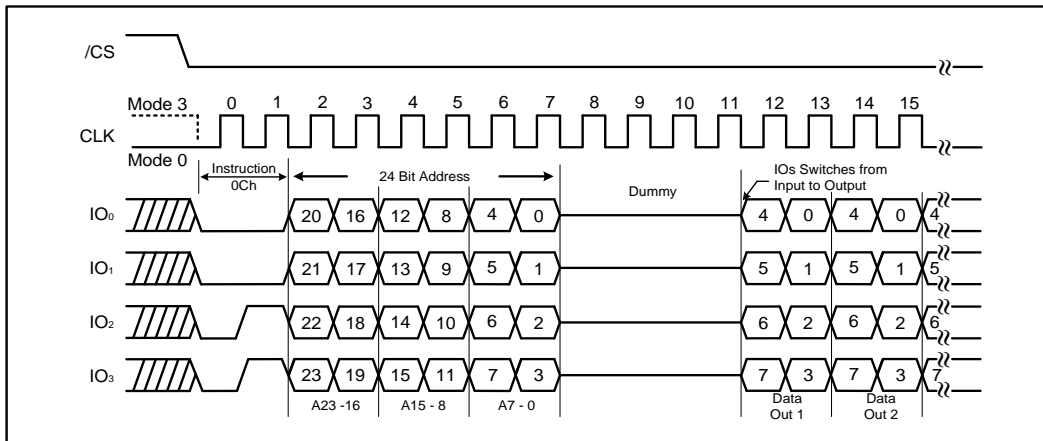 /CS
Mode 3 0 1 2 3 4 5 6 7 8 9 10 11 12 13 14 15
CLK
Mode 0
Instruction
0Ch
24 Bit Address
Dummy
IOs Switches from
Input to Output
IO0 20 16 12 8 4 0 4 0 4 0 4
IO1 21 17 13 9 5 1 5 1 5 1 5
IO2 22 18 14 10 6 2 6 2 6 2 6
IO3 23 19 15 11 7 3 7 3 7 3 7
A23 -16 A15 - 8 A7 - 0
Data
Out 1
Data
Out 2